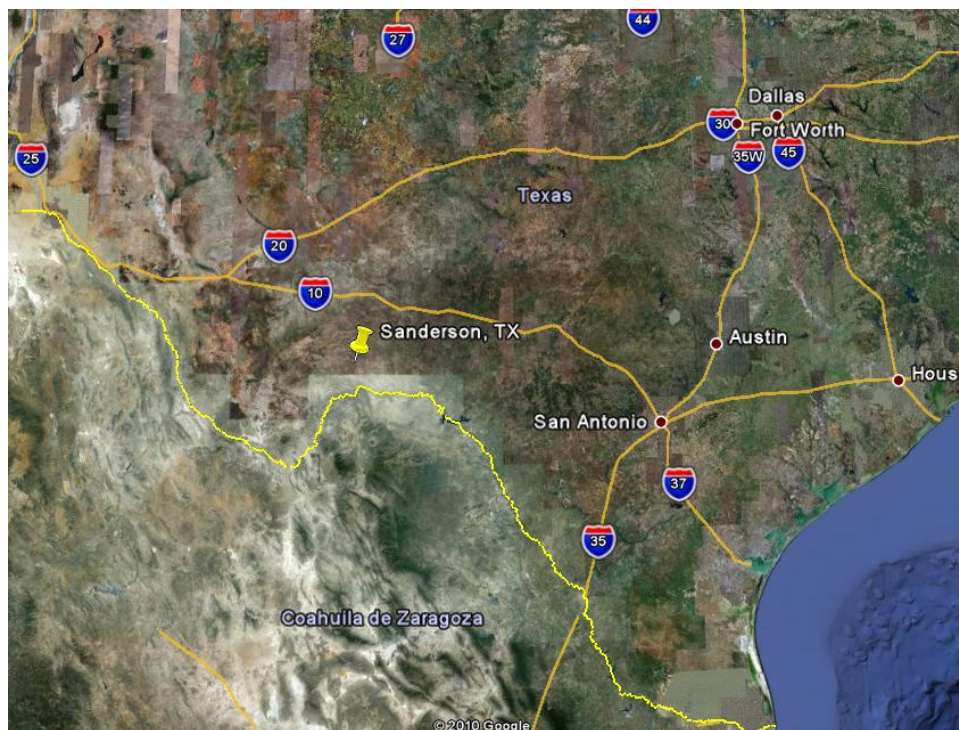 44
27
Dallas
30
Fort Worth
35W
45
25
Texas
20
10
Sanderson, TX
Austin
Hous
San Antonio
37
35
Coahuila de Zaragoza
© 2010 Google